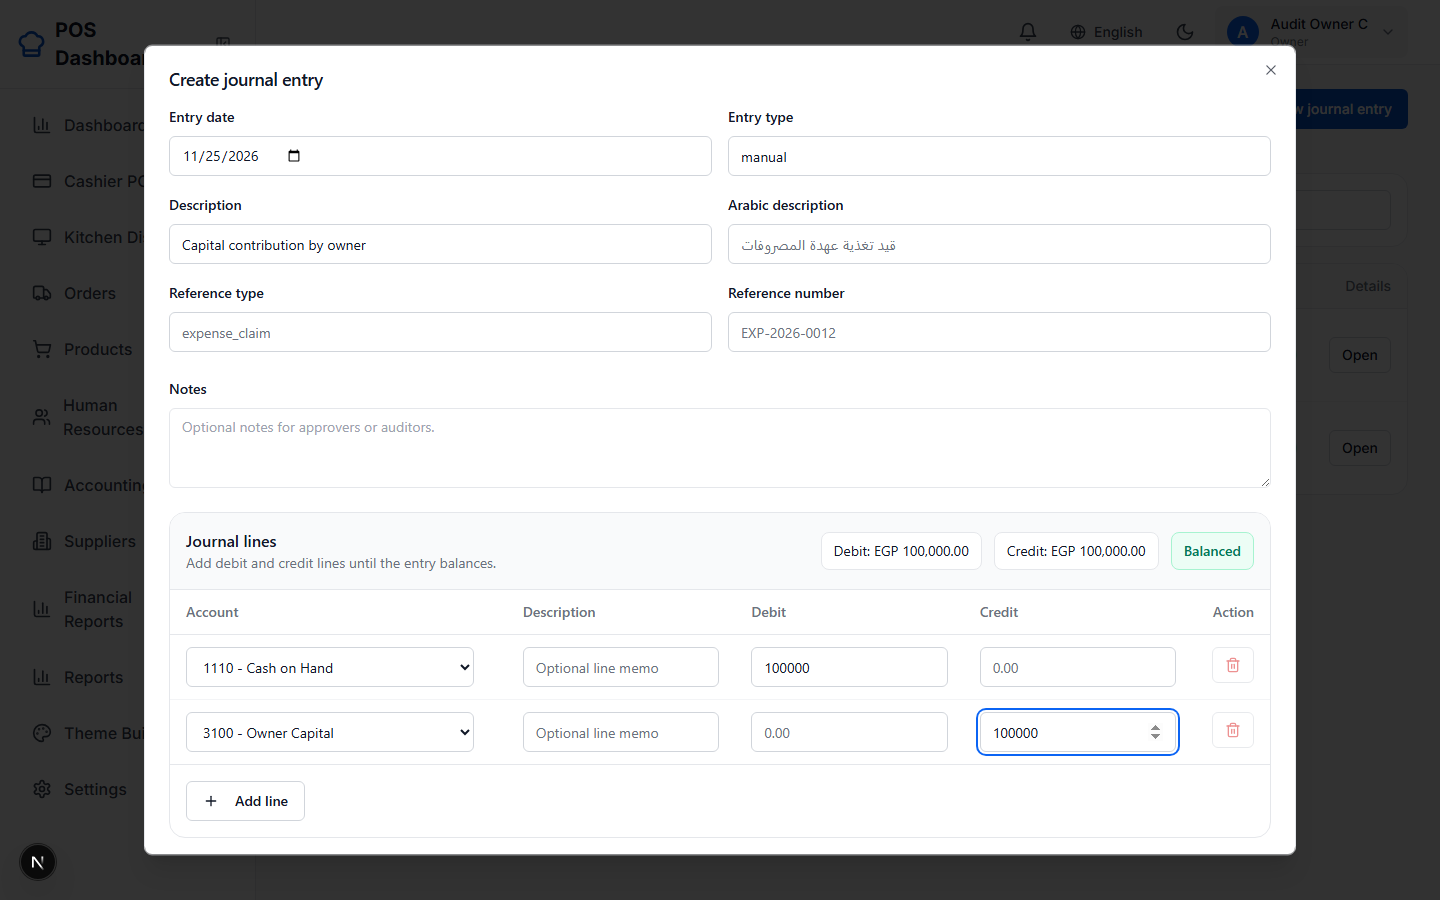 POS
Dashboa
English
A
Audit Owner C
Owner
Create journal entry
w journal entry
Dashboard
Cashier PO
Kitchen Di
Orders
Products
Human
Resources
Accounting
Suppliers
Financial
Reports
Reports
Theme Bui
Settings
N
Details
Open
Open
Entry date
Entry type
11/25/2026
manual
Description
Arabic description
Capital contribution by owner
قيد تغذية عهدة المصروفات
Reference type
Reference number
expense_claim
EXP-2026-0012
Notes
Optional notes for approvers or auditors.
Journal lines
Add debit and credit lines until the entry balances.
Debit: EGP 100,000.00
Credit: EGP 100,000.00
Balanced
Account
Description
Debit
Credit
Action
1110 - Cash on Hand
Optional line memo
100000
0.00
3100 - Owner Capital
Optional line memo
0.00
100000
Add line